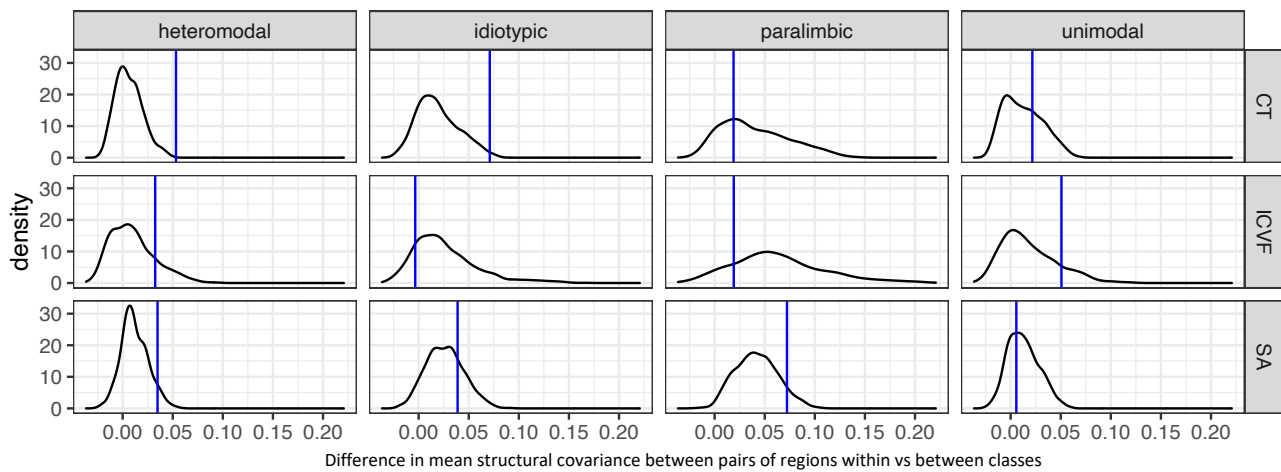 heteromodal idiotypic paralimbic unimodal
30
20
10
0
CT
30
20
10
0
ICVF
30
20
10
0
SA
density
0.00 0.05 0.10 0.15 0.20 0.00 0.05 0.10 0.15 0.20 0.00 0.05 0.10 0.15 0.20 0.00 0.05 0.10 0.15 0.20
Difference in mean structural covariance between pairs of regions within vs between classes